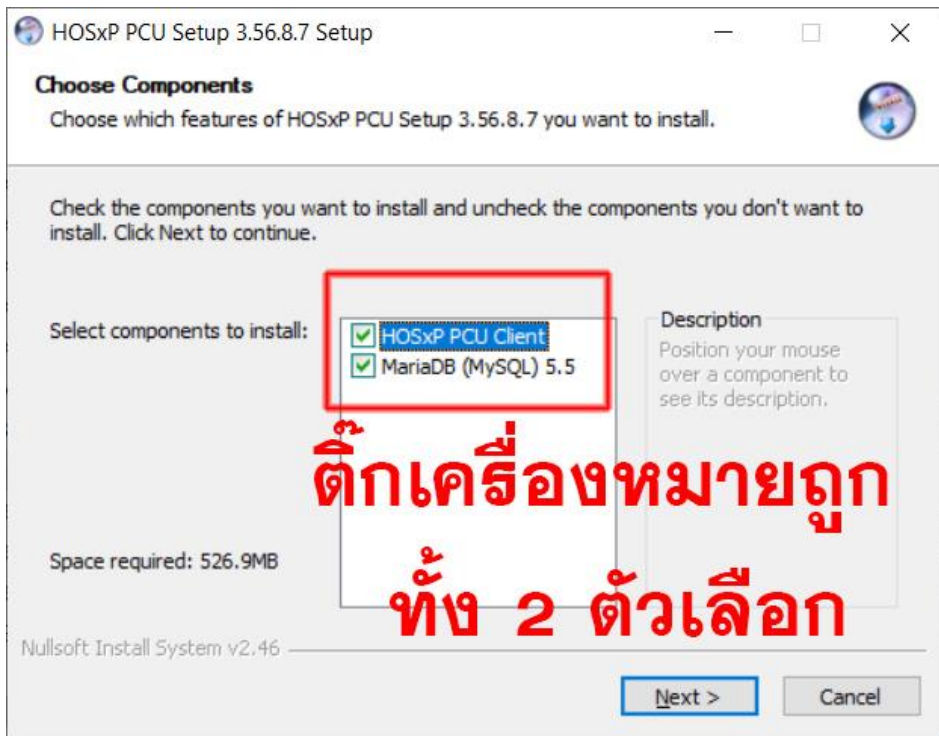 HOSxP PCU Setup 3.56.8.7 Setup
Choose Components
Choose which features of HOSxP PCU Setup 3.56.8.7 you want to install.
Check the components you want to install and uncheck the components you don't want to
install. Click Next to continue.
Select components to install:
HOSxP PCU Client
MariaDB (MySQL) 5.5
Description
Position your mouse
over a component to
see its description.
ติ๊กเครื่องหมายถูก
ทั้ง 2 ตัวเลือก
Space required: 526.9MB
Nullsoft Install System v2.46
Next >
Cancel